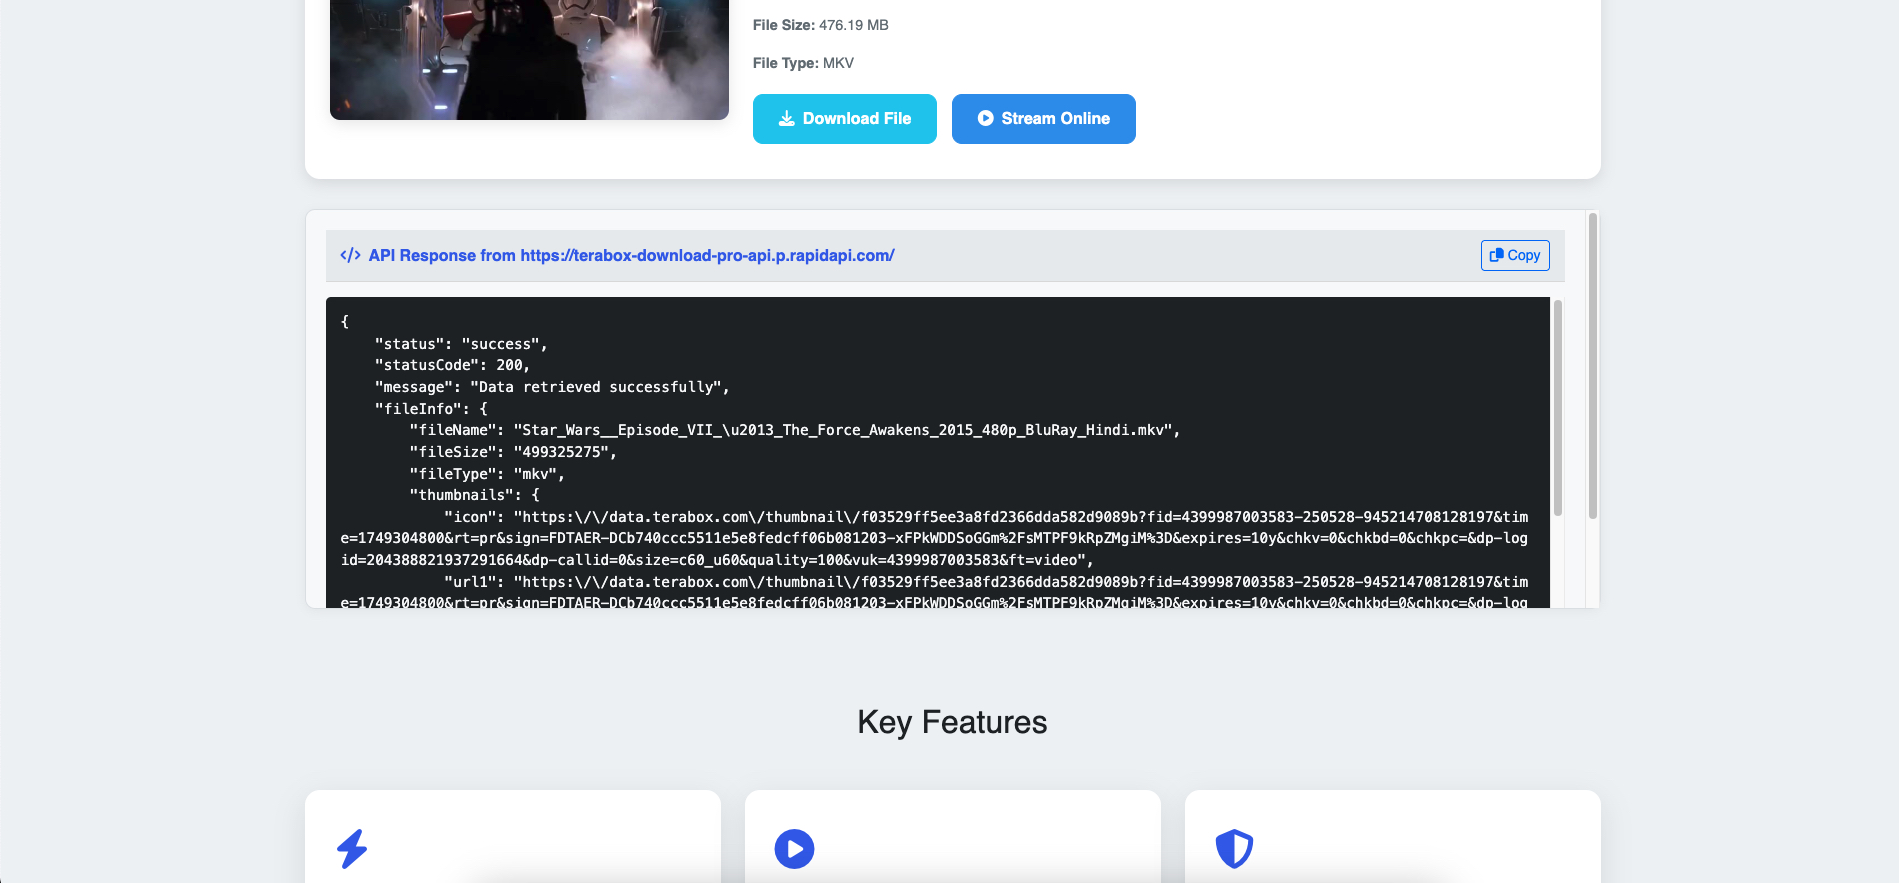 File Size: 476.19 MB
File Type: MKV
Download File
Stream Online
</> API Response from https://terabox-download-pro-api.p.rapidapi.com/
Copy
{
    "status": "success",
    "statusCode": 200,
    "message": "Data retrieved successfully",
    "fileInfo": {
        "fileName": "Star_Wars__Episode_VII_\u2013_The_Force_Awakens_2015_480p_BluRay_Hindi.mkv",
        "fileSize": "499325275",
        "fileType": "mkv",
        "thumbnails": {
            "icon": "https:\/\/data.terabox.com\/thumbnail\/f03529ff5ee3a8fd2366dda582d9089b?fid=4399987003583-250528-945214708128197&tim
e=1749304800&rt=pr&sign=FDTAER-DCb740ccc5511e5e8fedcff06b081203-xFPkWDDSoGGm%2FsMTPF9kRpZMgiM%3D&expires=10y&chkv=0&chkbd=0&chkpc=&dp-log
id=204388821937291664&dp-callid=0&size=c60_u60&quality=100&vuk=4399987003583&ft=video",
            "url1": "https:\/\/data.terabox.com\/thumbnail\/f03529ff5ee3a8fd2366dda582d9089b?fid=4399987003583-250528-945214708128197&tim
e=1749304800&rt=pr&sign=FDTAER-DCb740ccc5511e5e8fedcff06b081203-xFPkWDDSoGGm%2FsMTPF9kRpZMgiM%3D&expires=10y&chkv=0&chkbd=0&chkpc=&dp-log
Key Features